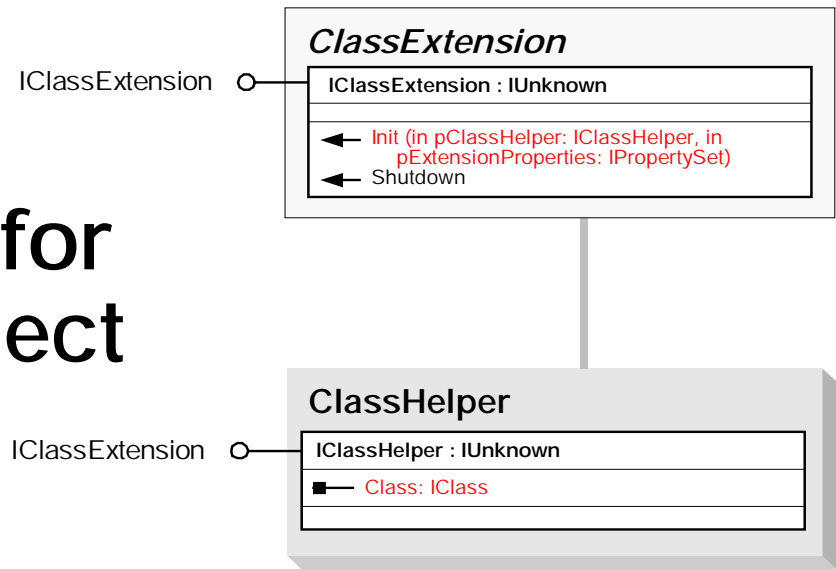 ClassExtension
IClassExtension
IClassExtension : IUnknown
Init (in pClassHelper: IClassHelper, in
pExtensionProperties: IPropertySet)
Shutdown
for
ect
ClassHelper
IClassExtension
IClassHelper : IUnknown
Class: IClass